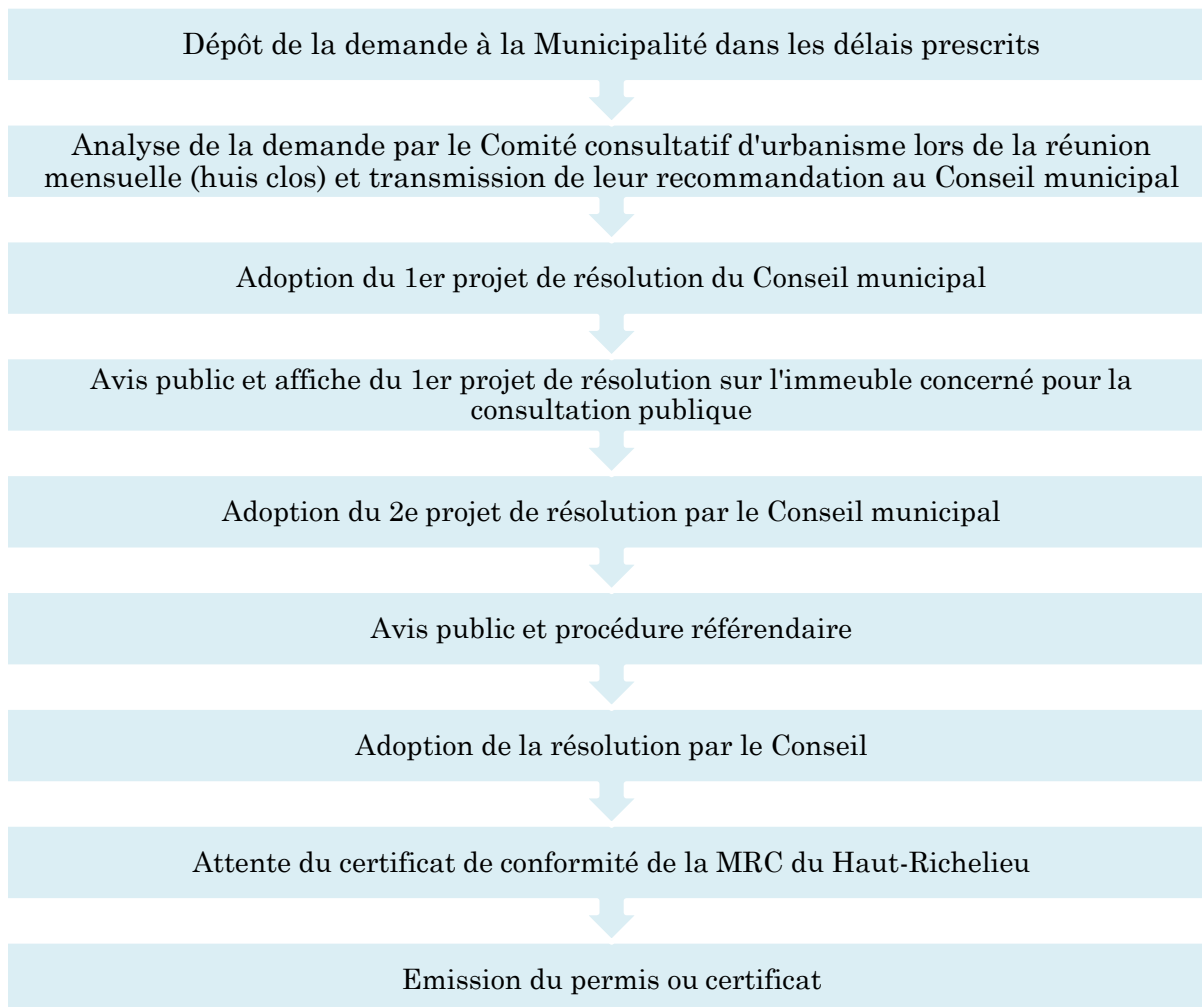 Dépôt de la demande à la Municipalité dans les délais prescrits
Analyse de la demande par le Comité consultatif d'urbanisme lors de la réunion
mensuelle (huis clos) et transmission de leur recommandation au Conseil municipal
Adoption du 1er projet de résolution du Conseil municipal
Avis public et affiche du 1er projet de résolution sur l'immeuble concerné pour la
consultation publique
Adoption du 2e projet de résolution par le Conseil municipal
Avis public et procédure référendaire
Adoption de la résolution par le Conseil
Attente du certificat de conformité de la MRC du Haut-Richelieu
Emission du permis ou certificat